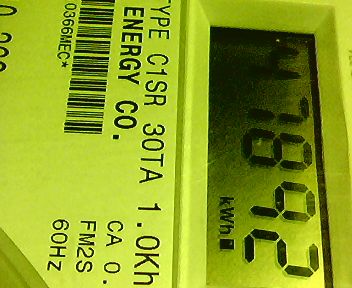 TYPE C1SR 30TA 1.0Kh
ENERGY CO.
CA 0.
FM2S
0366MEC*
60Hz
47892
kWh